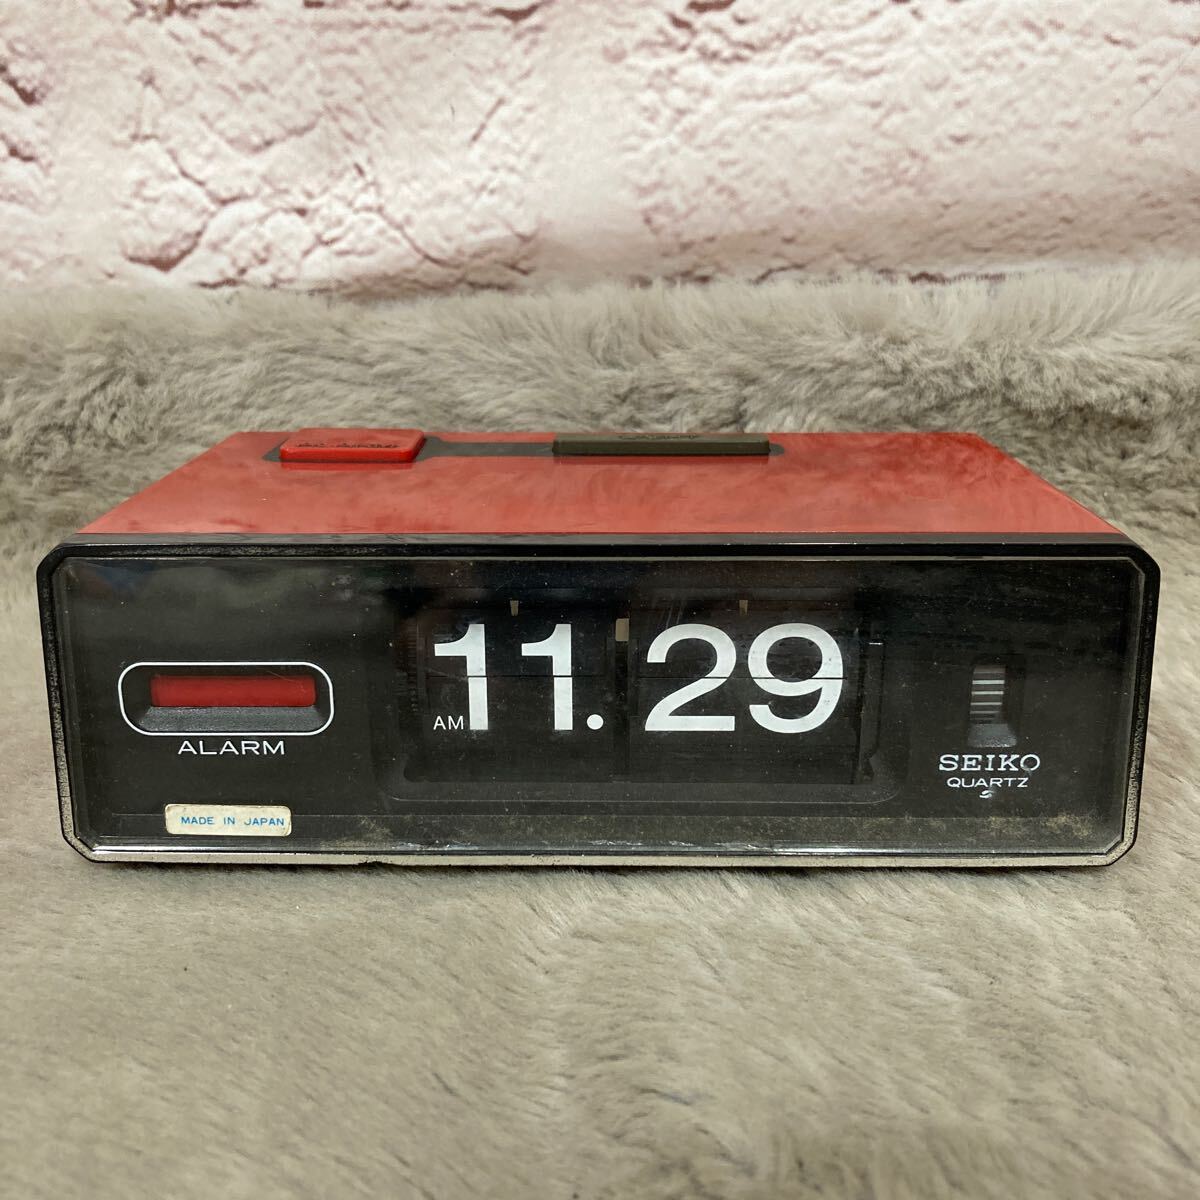 AM 11. 29
ALARM
SEIKO
QUARTZ
MADE IN JAPAN